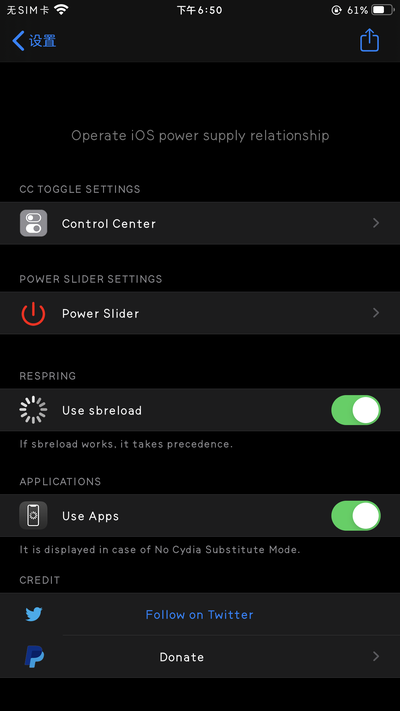 无SIM卡 下午6:50 61%
设置
Operate iOS power supply relationship
CC TOGGLE SETTINGS
Control Center
POWER SLIDER SETTINGS
Power Slider
RESPRING
Use sbreload
If sbreload works, it takes precedence.
APPLICATIONS
Use Apps
It is displayed in case of No Cydia Substitute Mode.
CREDIT
Follow on Twitter
Donate